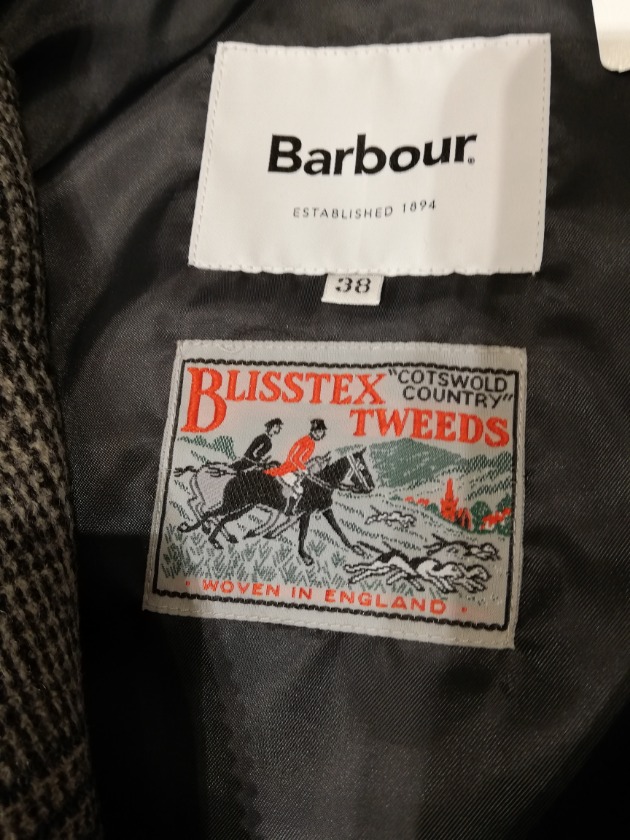 Barbour®
ESTABLISHED 1894
38
BLISSTEX "COTSWOLD
COUNTRY"
TWEEDS
• WOVEN IN ENGLAND •